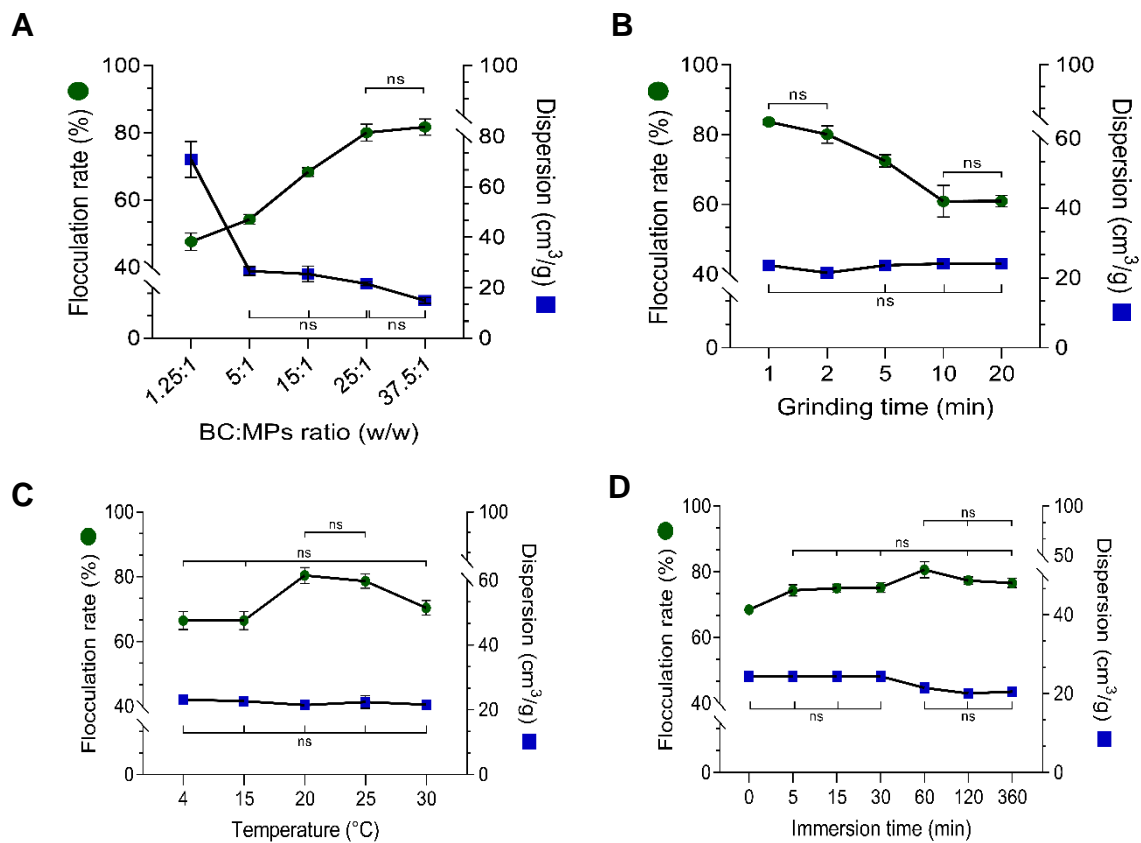 A
Flocculation rate (%)
100
80
60
40
0
ns
ns
ns
100
80
60
40
20
0
Dispersion (cm³/g)
1.25:1 5:1 15:1 25:1 37.5:1
BC:MPs ratio (w/w)
B
Flocculation rate (%)
100
80
60
40
0
ns
ns
ns
100
60
40
20
0
Dispersion (cm³/g)
1 2 5 10 20
Grinding time (min)
C
Flocculation rate (%)
100
80
60
40
0
ns
ns
ns
100
60
40
20
0
Dispersion (cm³/g)
4 15 20 25 30
Temperature (°C)
D
Flocculation rate (%)
100
80
60
40
0
ns
ns
ns
ns
100
50
40
20
0
Dispersion (cm³/g)
0 5 15 30 60 120 360
Immersion time (min)